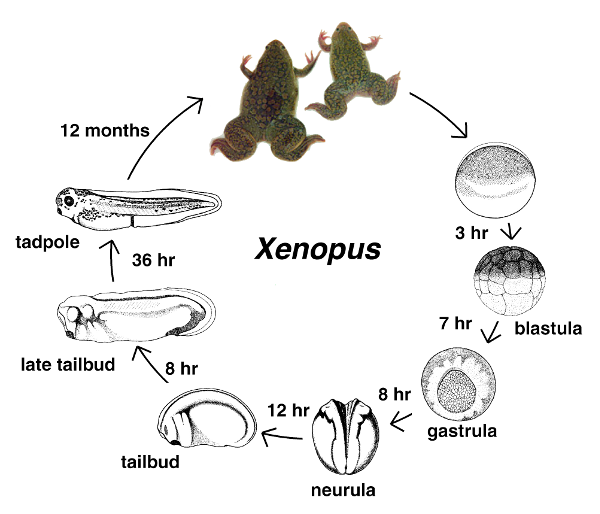 12 months
3 hr
tadpole
Xenopus
36 hr
7 hr
blastula
late tailbud
8 hr
8 hr
12 hr
gastrula
tailbud
neurula